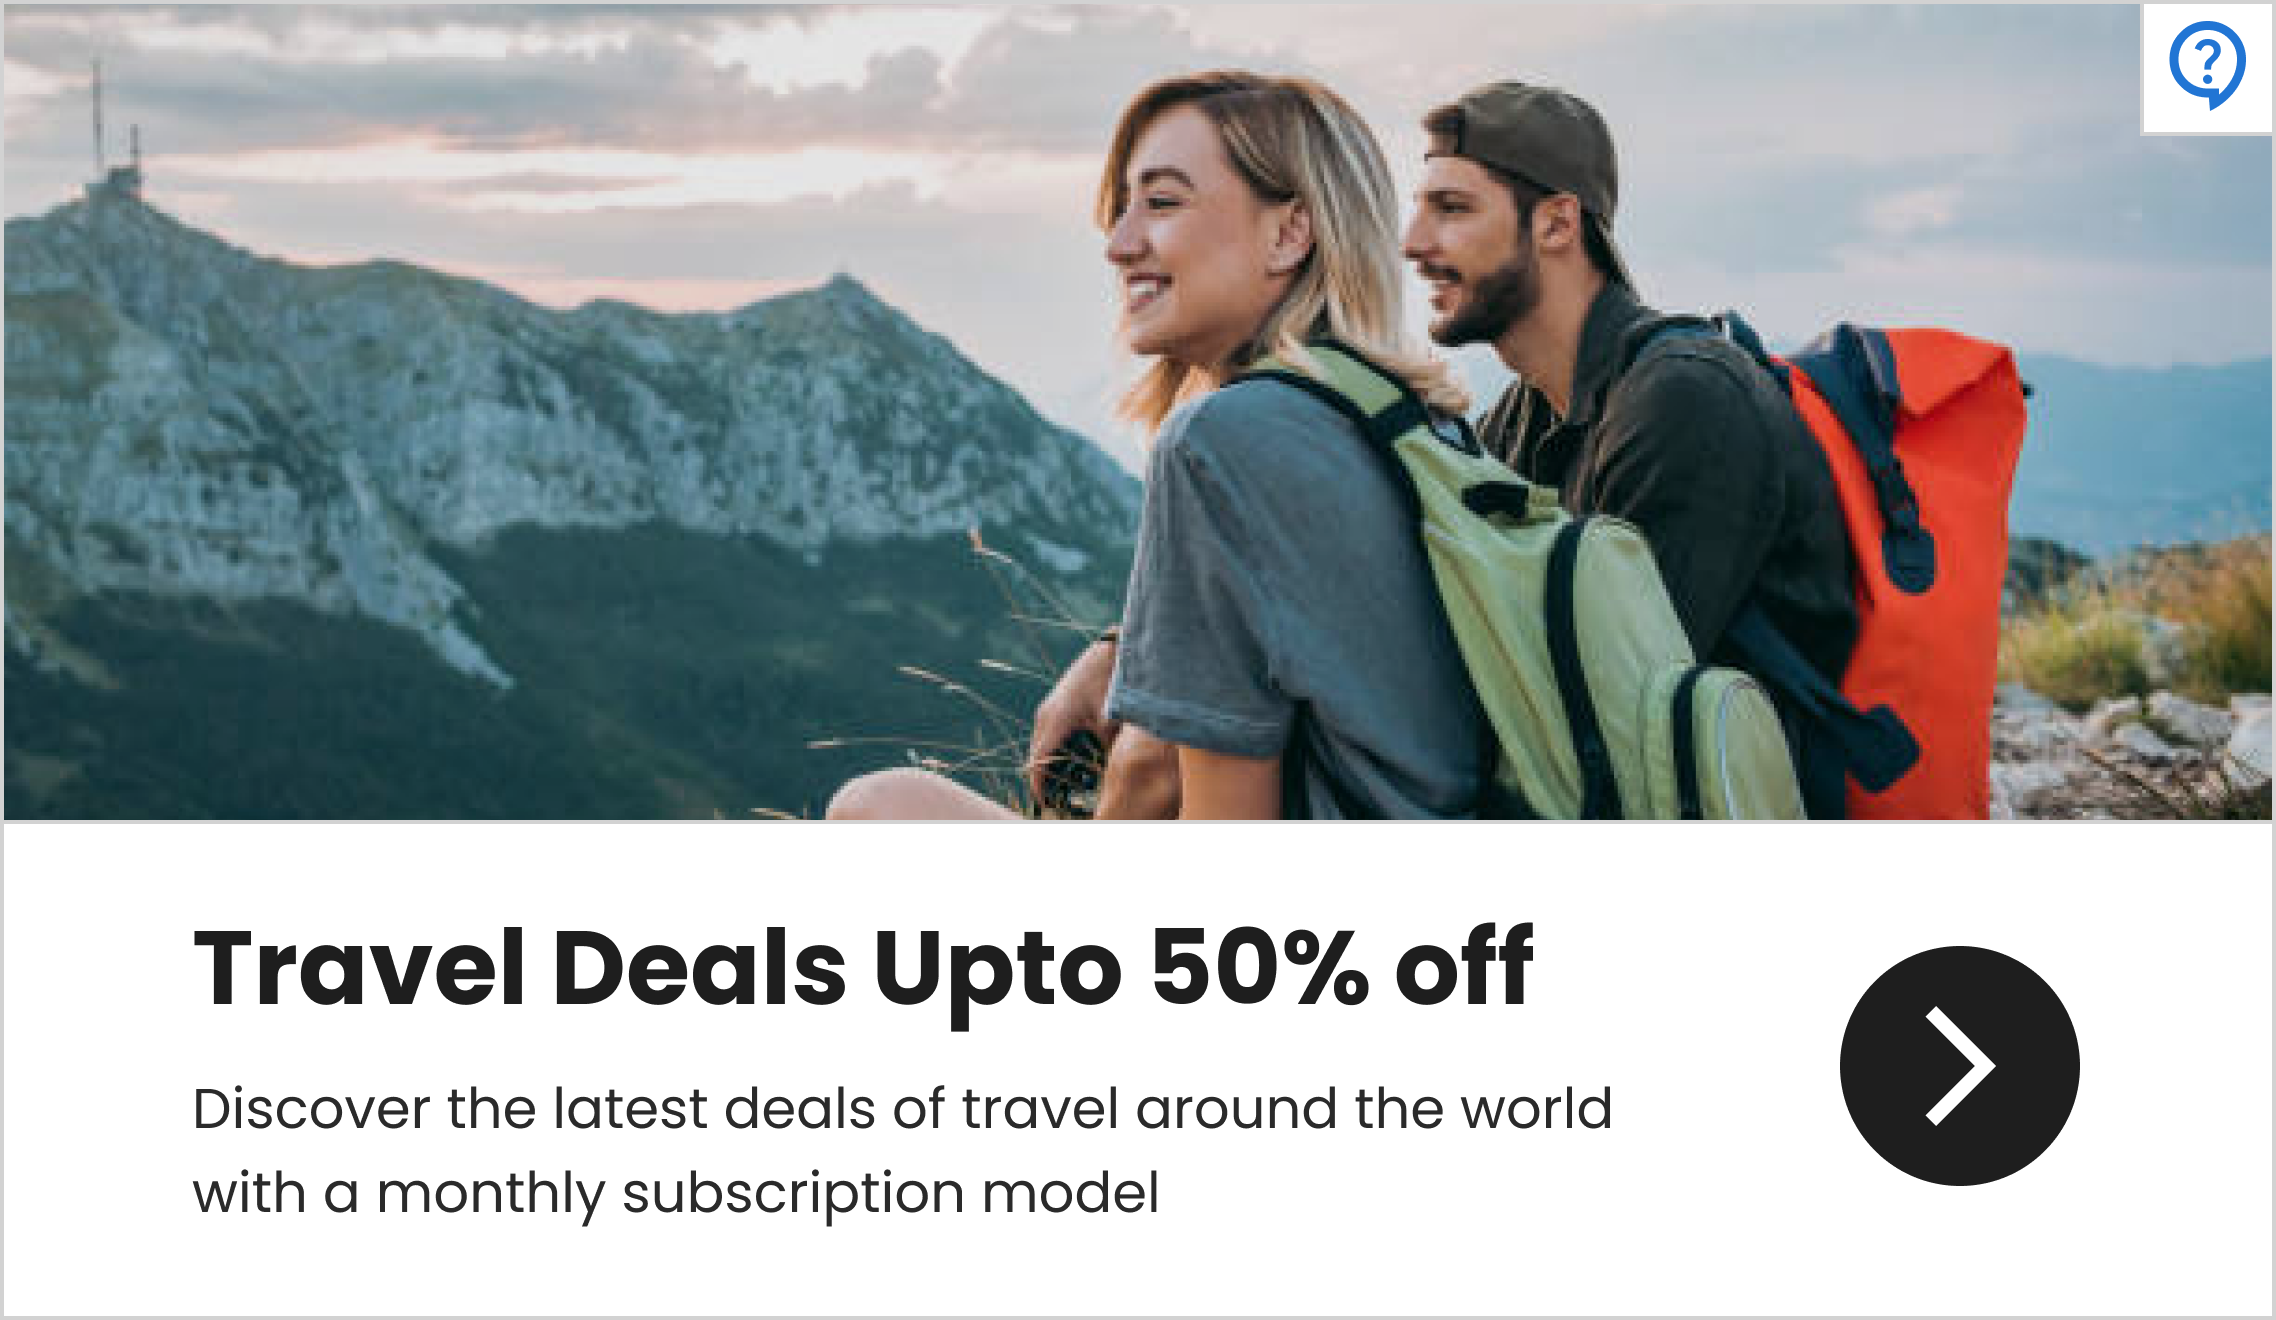 Travel Deals Upto 50% off
Discover the latest deals of travel around the world
with a monthly subscription model